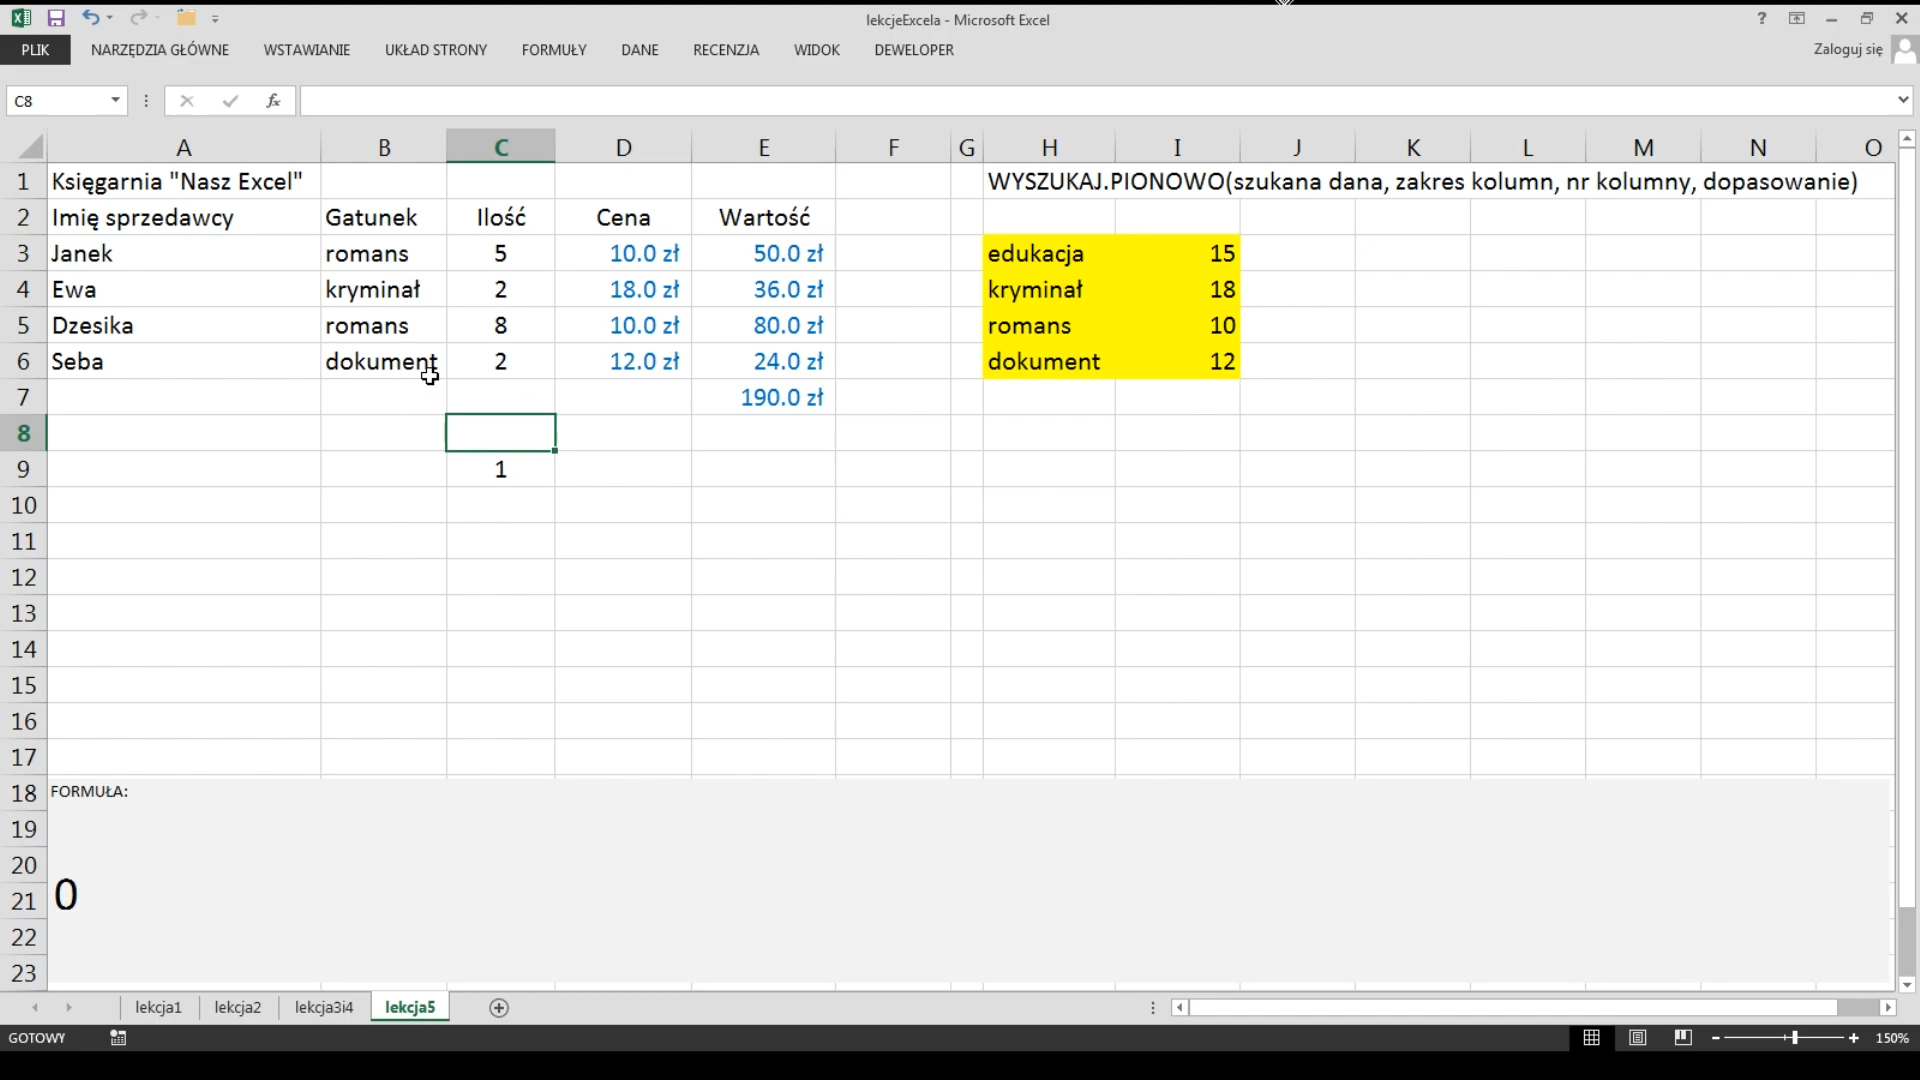 lekcjeExcela - Microsoft Excel
?
PLIK NARZĘDZIA GŁÓWNE WSTAWIANIE UKŁAD STRONY FORMUŁY DANE RECENZJA WIDOK DEWELOPER Zaloguj się
C8 fx
A B C D E F G H I J K L M N O
1 Księgarnia "Nasz Excel" WYSZUKAJ.PIONOWO(szukana dana, zakres kolumn, nr kolumny, dopasowanie)
2 Imię sprzedawcy Gatunek Ilość Cena Wartość
3 Janek romans 5 10.0 zł 50.0 zł edukacja 15
4 Ewa kryminał 2 18.0 zł 36.0 zł kryminał 18
5 Dzesika romans 8 10.0 zł 80.0 zł romans 10
6 Seba dokument 2 12.0 zł 24.0 zł dokument 12
7 190.0 zł
8
9 1
10
11
12
13
14
15
16
17
18 FORMUŁA:
19
20
21 0
22
23
lekcja1 lekcja2 lekcja3i4 lekcja5
GOTOWY 150%